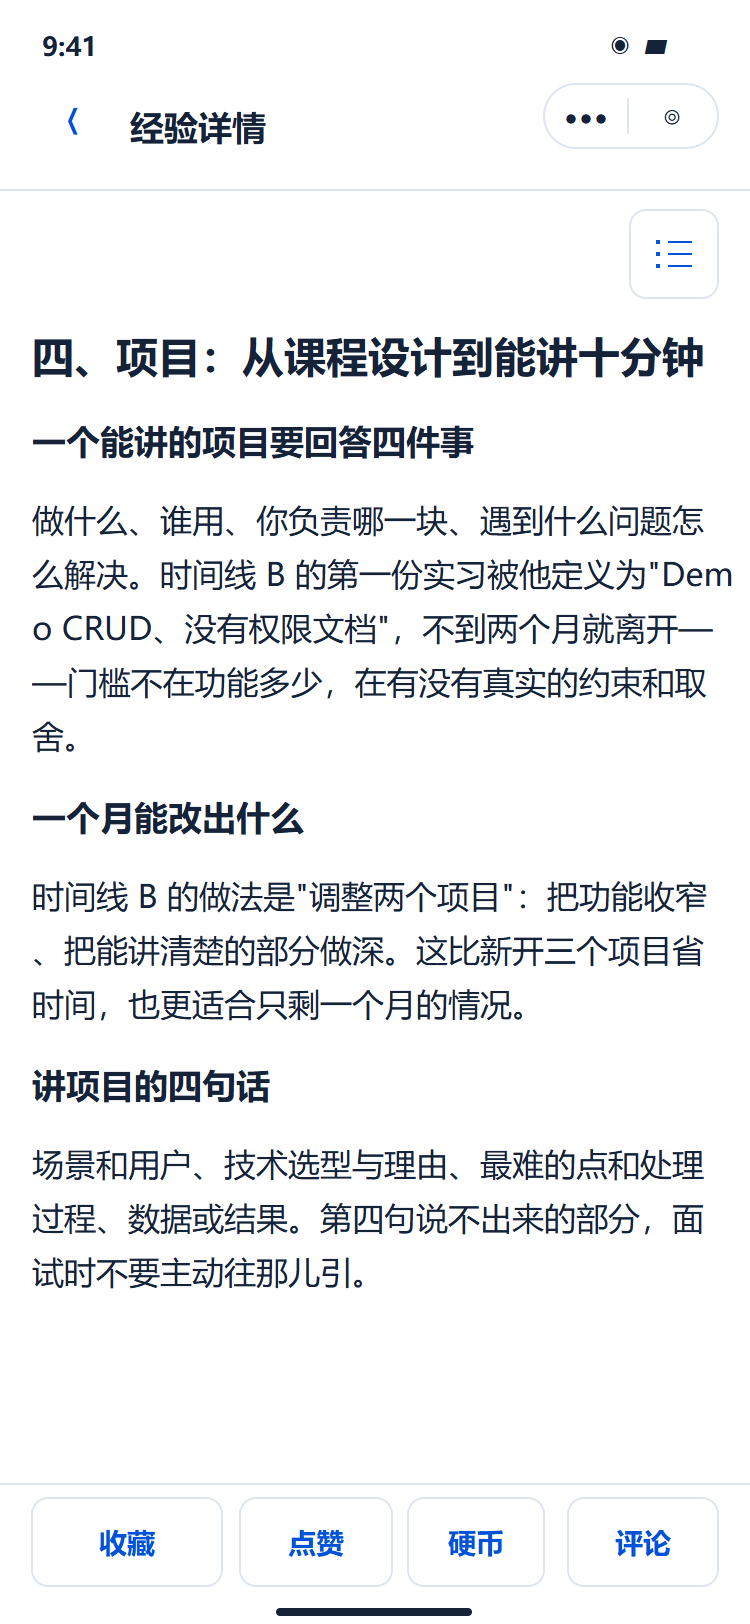 9:41
经验详情
四、项目：从课程设计到能讲十分钟
一个能讲的项目要回答四件事
做什么、谁用、你负责哪一块、遇到什么问题怎
么解决。时间线 B 的第一份实习被他定义为"Dem
o CRUD、没有权限文档"，不到两个月就离开—
—门槛不在功能多少，在有没有真实的约束和取
舍。
一个月能改出什么
时间线 B 的做法是"调整两个项目"：把功能收窄
、把能讲清楚的部分做深。这比新开三个项目省
时间，也更适合只剩一个月的情况。
讲项目的四句话
场景和用户、技术选型与理由、最难的点和处理
过程、数据或结果。第四句说不出来的部分，面
试时不要主动往那儿引。
收藏
点赞
硬币
评论